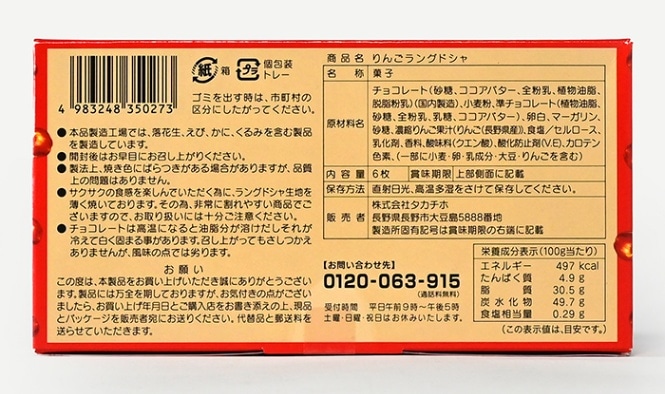 4 983248 350273
紙 箱
プラ 個包装
トレー
ゴミを出す時は、市町村の
区分にしたがってください。
● 本品製造工場では、落花生、えび、かに、くるみを含む製品
を製造しています。
● 開封後はお早目にお召し上がりください。
● 製法上、焼き色にばらつきがある場合がありますが、品質
上の問題はありません。
● サクサクの食感を楽しんでいただく為に、ラングドシャ生地を
薄く焼いております。その為、非常に割れやすい商品でご
ざいますので、お取り扱いには十分ご注意ください。
● チョコレートは高温になると油脂分が溶けだしそれが
冷えて白く固まる事があります。召し上がってもさしつかえ
ありませんが、風味の点では劣ります。
お願い
この度は、本製品をお買い上げいただき誠にありがとうござい
ます。製品には万全を期しておりますが、お気付きの点がござい
ましたら、お買い上げ年月日とご購入店をお書き添えの上、現品
とパッケージを販売者宛にお送りください。代替品と郵送料を
送らせていただきます。
商品名 りんごラングドシャ
名称 菓子
原材料名 チョコレート(砂糖、ココアバター、全粉乳、植物油脂、
脱脂粉乳)(国内製造)、小麦粉、準チョコレート(植物油脂、
砂糖、全粉乳、乳糖、ココアバター)、卵白、マーガリン、
砂糖、濃縮りんご果汁(りんご(長野県産))、食塩/セルロース、
乳化剤、香料、酸味料(クエン酸)、酸化防止剤(V.E)、カロテン
色素、(一部に小麦・卵・乳成分・大豆・りんごを含む)
内容量 6枚 賞味期限 上部側面に記載
保存方法 直射日光、高温多湿をさけて保存してください。
販売者 株式会社タカチホ
長野県長野市大豆島5888番地
製造所固有記号は賞味期限の右端に記載
【お問い合わせ先】
0120-063-915
(通話料無料)
受付時間 平日午前9時〜午後5時
土曜・日曜・祝日はお休みいたします。
栄養成分表示(100g当たり)
エネルギー 497 kcal
たんぱく質 4.9 g
脂質 30.5 g
炭水化物 49.7 g
食塩相当量 0.29 g
(この表示値は、目安です。)